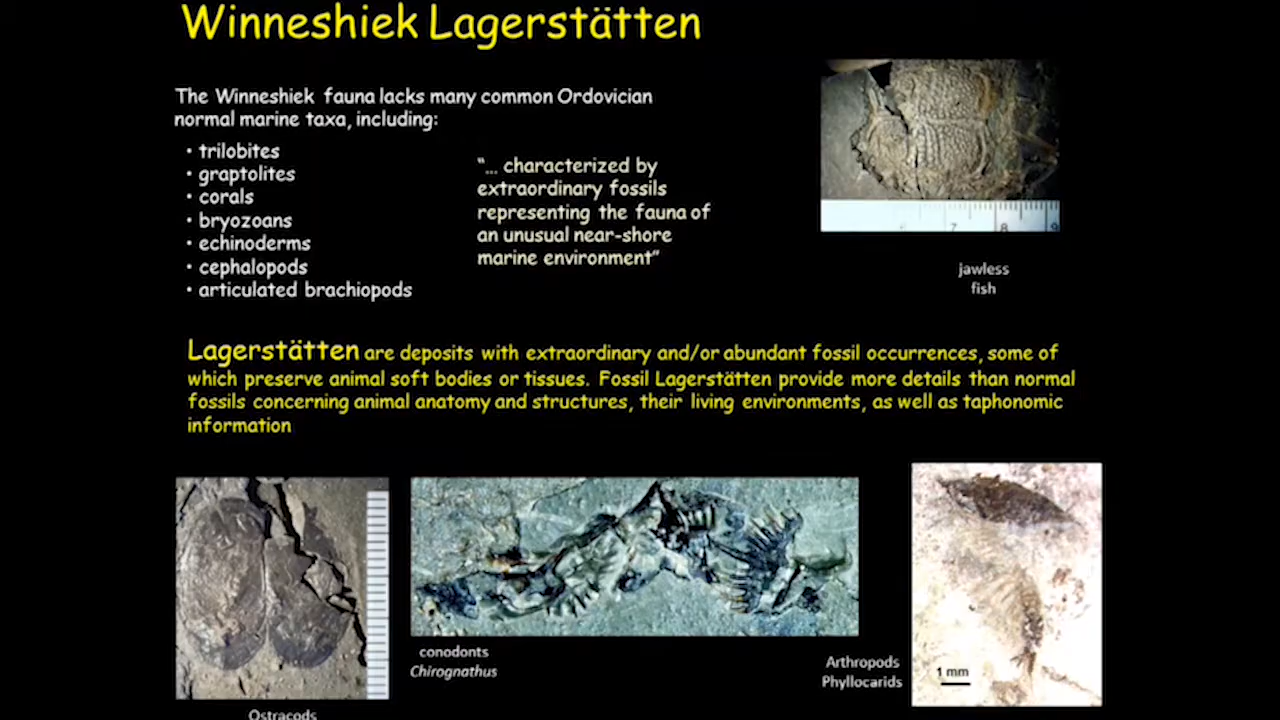 Winneshiek Lagerstätten
The Winneshiek fauna lacks many common Ordovician
normal marine taxa, including:
• trilobites
• graptolites
• corals
• bryozoans
• echinoderms
• cephalopods
• articulated brachiopods
"... characterized by
extraordinary fossils
representing the fauna of
an unusual near-shore
marine environment"
6 7 8 9
jawless
fish
Lagerstätten are deposits with extraordinary and/or abundant fossil occurrences, some of
which preserve animal soft bodies or tissues. Fossil Lagerstätten provide more details than normal
fossils concerning animal anatomy and structures, their living environments, as well as taphonomic
information
Ostracods
conodonts
Chirognathus
Arthropods
Phyllocarids
1 mm